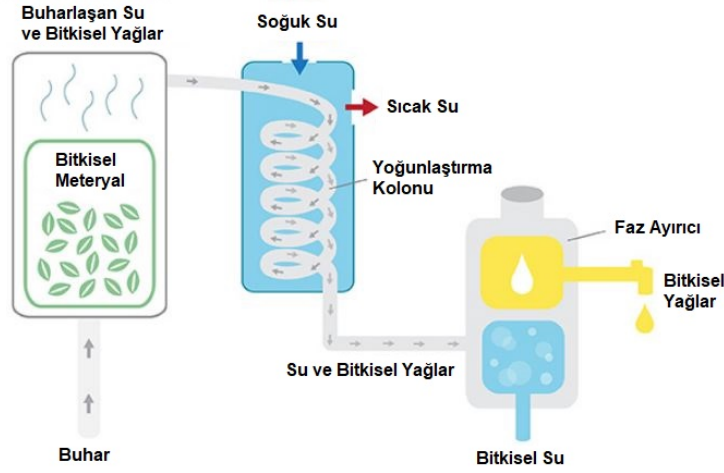 Buharlaşan Su
ve Bitkisel Yağlar
Soğuk Su
Sıcak Su
Bitkisel
Meteryal
Yoğunlaştırma
Kolonu
Faz Ayırıcı
Bitkisel
Yağlar
Su ve Bitkisel Yağlar
Buhar
Bitkisel Su